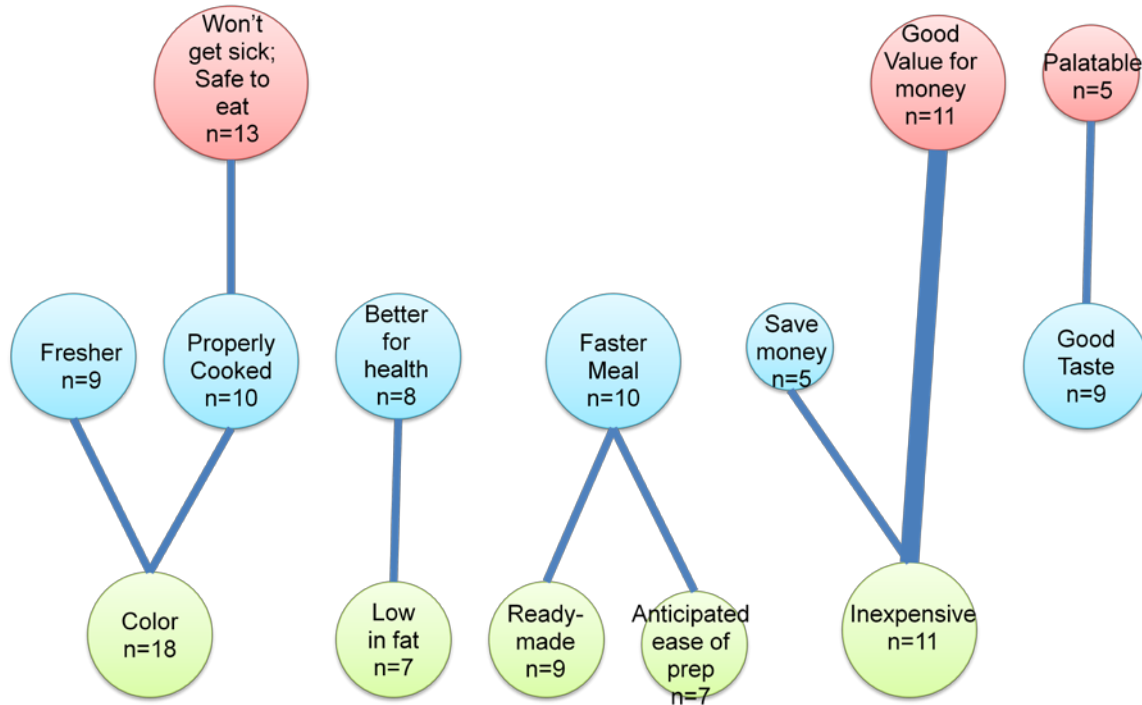 Won't
get sick;
Safe to
eat
n=13
Good
Value for
money
n=11
Palatable
n=5
Fresher
n=9
Properly
Cooked
n=10
Better
for
health
n=8
Faster
Meal
n=10
Save
money
n=5
Good
Taste
n=9
Color
n=18
Low
in fat
n=7
Ready-
made
n=9
Anticipated
ease of
prep
n=7
Inexpensive
n=11